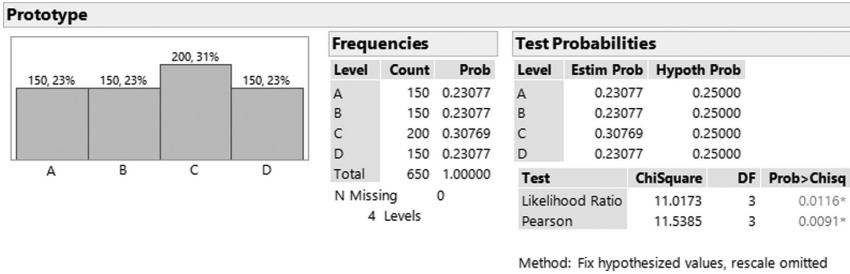 Prototype
200, 31%
150, 23% 150, 23% 150, 23%
A B C D
Frequencies
Level Count Prob
A 150 0.23077
B 150 0.23077
C 200 0.30769
D 150 0.23077
Total 650 1.00000
N Missing 0
4 Levels
Test Probabilities
Level Estim Prob Hypoth Prob
A 0.23077 0.25000
B 0.23077 0.25000
C 0.30769 0.25000
D 0.23077 0.25000
Test ChiSquare DF Prob>Chisq
Likelihood Ratio 11.0173 3 0.0116*
Pearson 11.5385 3 0.0091*
Method: Fix hypothesized values, rescale omitted